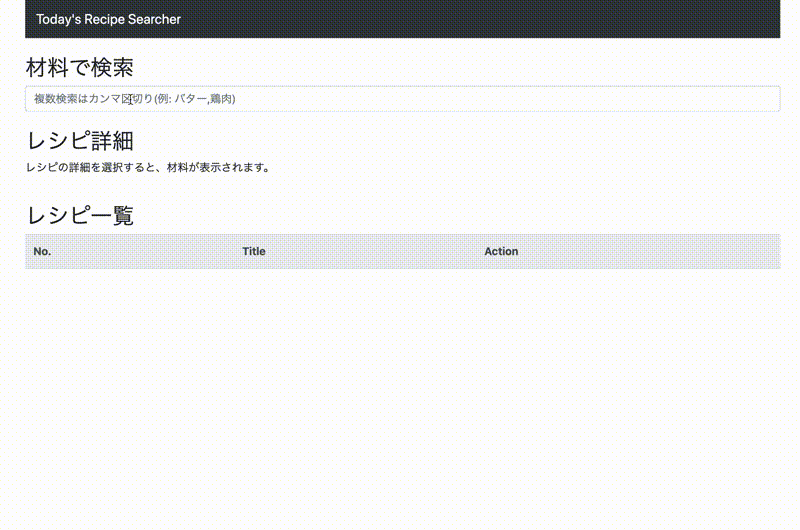 Today's Recipe Searcher
材料で検索
複数検索はカンマ区切り(例: バター,鶏肉)
レシピ詳細
レシピの詳細を選択すると、材料が表示されます。
レシピ一覧
No. Title Action